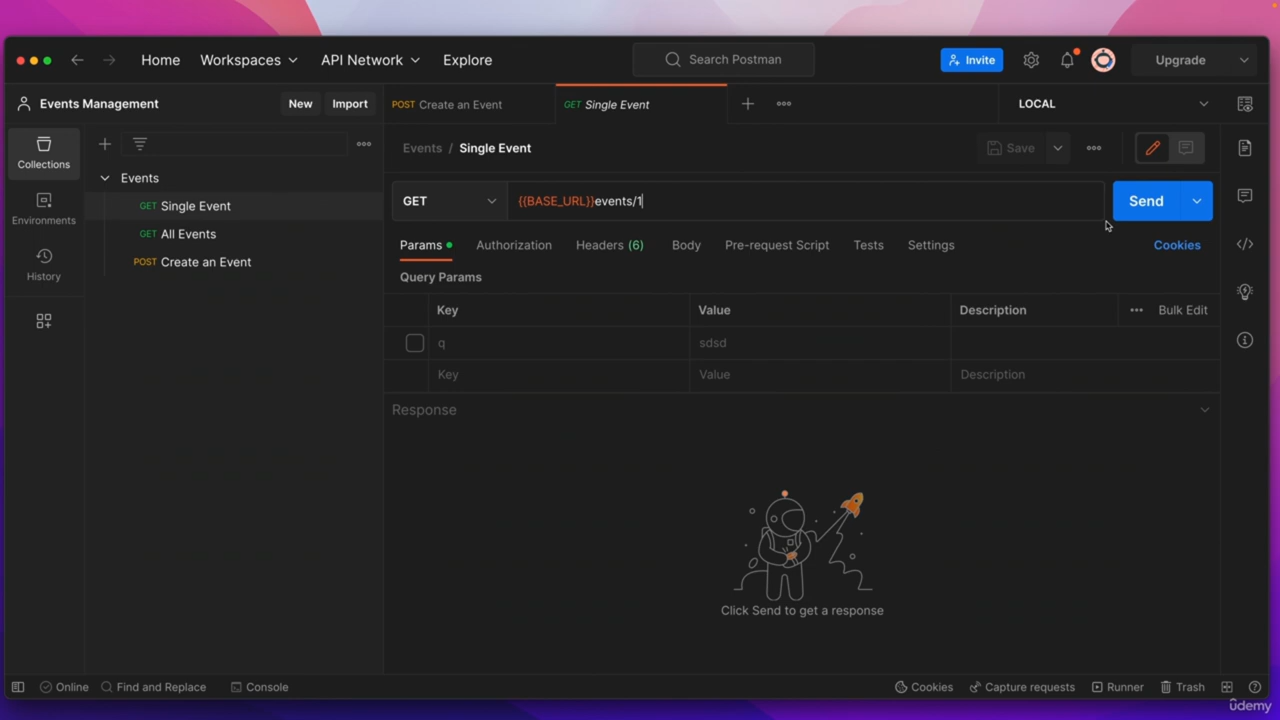 Home
Workspaces
API Network
Explore
Search Postman
Invite
Upgrade
Events Management
New
Import
POST Create an Event
GET Single Event
LOCAL
Collections
Environments
History
Events
GET Single Event
GET All Events
POST Create an Event
Events / Single Event
Save
GET
{{BASE_URL}}events/1
Send
Params
Authorization
Headers (6)
Body
Pre-request Script
Tests
Settings
Cookies
Query Params
Key
Value
Description
Bulk Edit
q
sdsd
Key
Value
Description
Response
Click Send to get a response
Online
Find and Replace
Console
Cookies
Capture requests
Runner
Trash
udemy